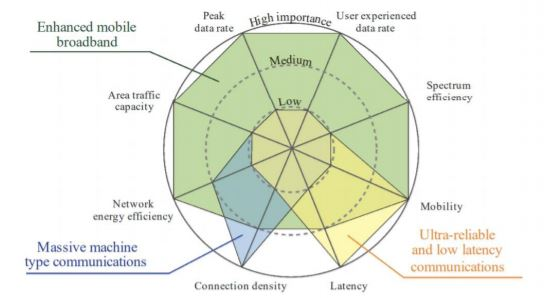 Peak
data rate
High importance
User experienced
data rate
Enhanced mobile
broadband
Medium
Area traffic
capacity
Low
Spectrum
efficiency
Network
energy efficiency
Mobility
Massive machine
type communications
Ultra-reliable
and low latency
communications
Connection density
Latency